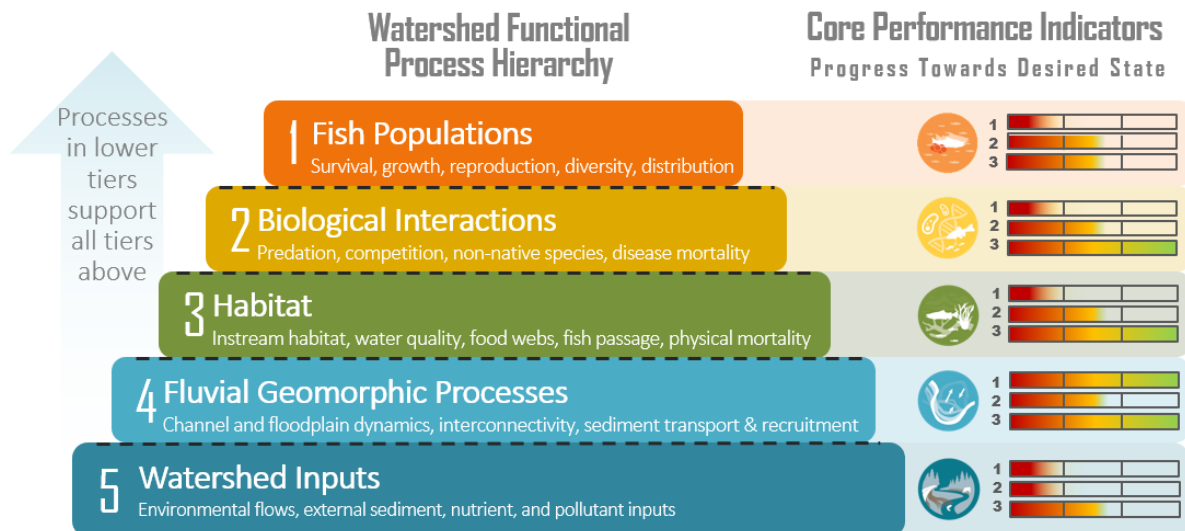 Watershed Functional
Process Hierarchy
Core Performance Indicators
Progress Towards Desired State
Processes
in lower
tiers
support
all tiers
above
1 Fish Populations
Survival, growth, reproduction, diversity, distribution
1
2
3
2 Biological Interactions
Predation, competition, non-native species, disease mortality
1
2
3
3 Habitat
Instream habitat, water quality, food webs, fish passage, physical mortality
1
2
3
4 Fluvial Geomorphic Processes
Channel and floodplain dynamics, interconnectivity, sediment transport & recruitment
1
2
3
5 Watershed Inputs
Environmental flows, external sediment, nutrient, and pollutant inputs
1
2
3